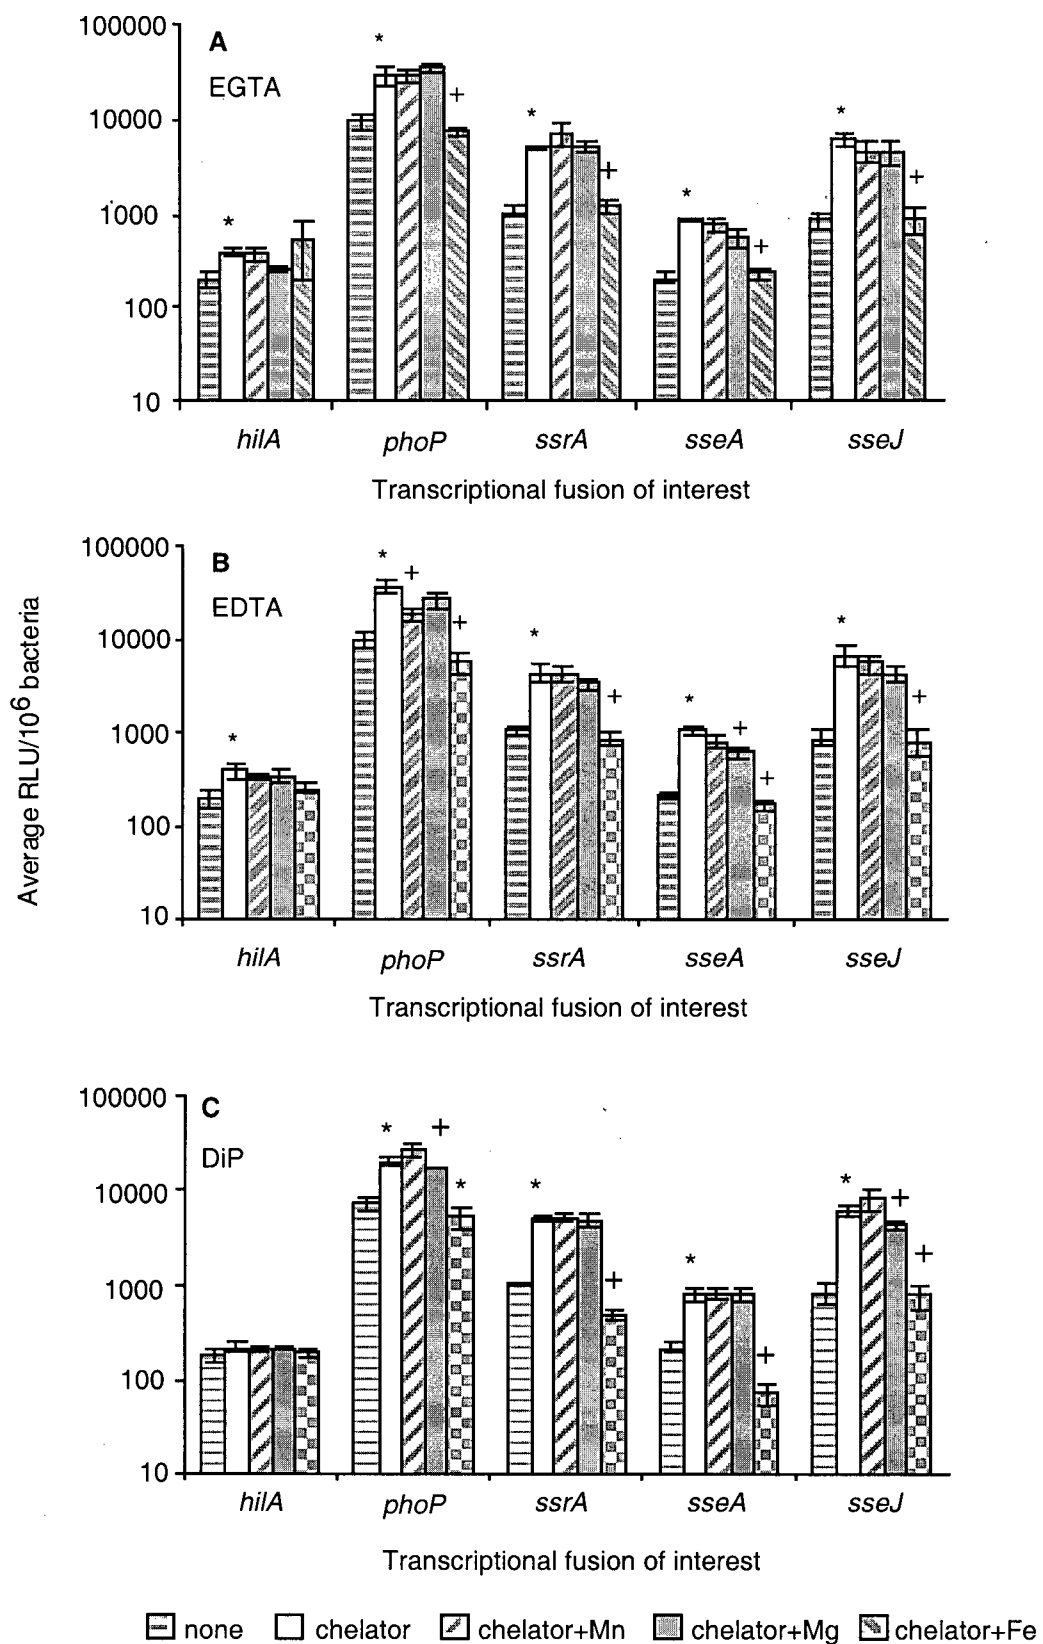 100000
A
EGTA
10000
1000
100
10
* * + * + * + * +
hilA phoP ssrA sseA sseJ
Transcriptional fusion of interest
Average RLU/10⁶ bacteria
100000
B
EDTA
10000
1000
100
10
* * + + * + * + + * +
hilA phoP ssrA sseA sseJ
Transcriptional fusion of interest
100000
C
DiP
10000
1000
100
10
* + * * + * + * + +
hilA phoP ssrA sseA sseJ
Transcriptional fusion of interest
none chelator chelator+Mn chelator+Mg chelator+Fe